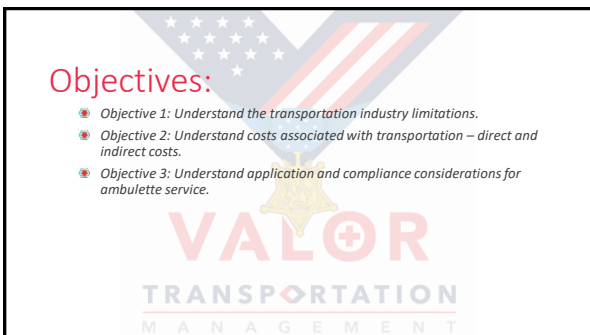 Objectives:
Objective 1: Understand the transportation industry limitations.
Objective 2: Understand costs associated with transportation – direct and
indirect costs.
Objective 3: Understand application and compliance considerations for
ambulette service.
VALOR
TRANSPORTATION
MANAGEMENT